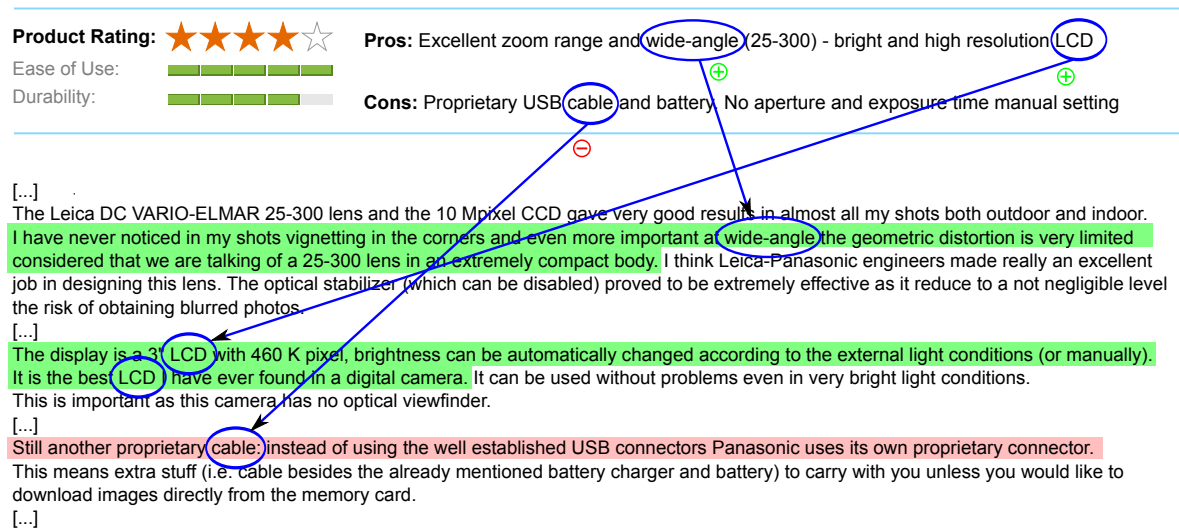 Product Rating:
Pros: Excellent zoom range and wide-angle (25-300) - bright and high resolution LCD
Ease of Use:
Durability:
Cons: Proprietary USB cable and battery. No aperture and exposure time manual setting
[...]
The Leica DC VARIO-ELMAR 25-300 lens and the 10 Mpixel CCD gave very good results in almost all my shots both outdoor and indoor.
I have never noticed in my shots vignetting in the corners and even more important at wide-angle the geometric distortion is very limited
considered that we are talking of a 25-300 lens in an extremely compact body. I think Leica-Panasonic engineers made really an excellent
job in designing this lens. The optical stabilizer (which can be disabled) proved to be extremely effective as it reduce to a not negligible level
the risk of obtaining blurred photos.
[...]
The display is a 3" LCD with 460 K pixel, brightness can be automatically changed according to the external light conditions (or manually).
It is the best LCD I have ever found in a digital camera. It can be used without problems even in very bright light conditions.
This is important as this camera has no optical viewfinder.
[...]
Still another proprietary cable: instead of using the well established USB connectors Panasonic uses its own proprietary connector.
This means extra stuff (i.e. cable besides the already mentioned battery charger and battery) to carry with you unless you would like to
download images directly from the memory card.
[...]